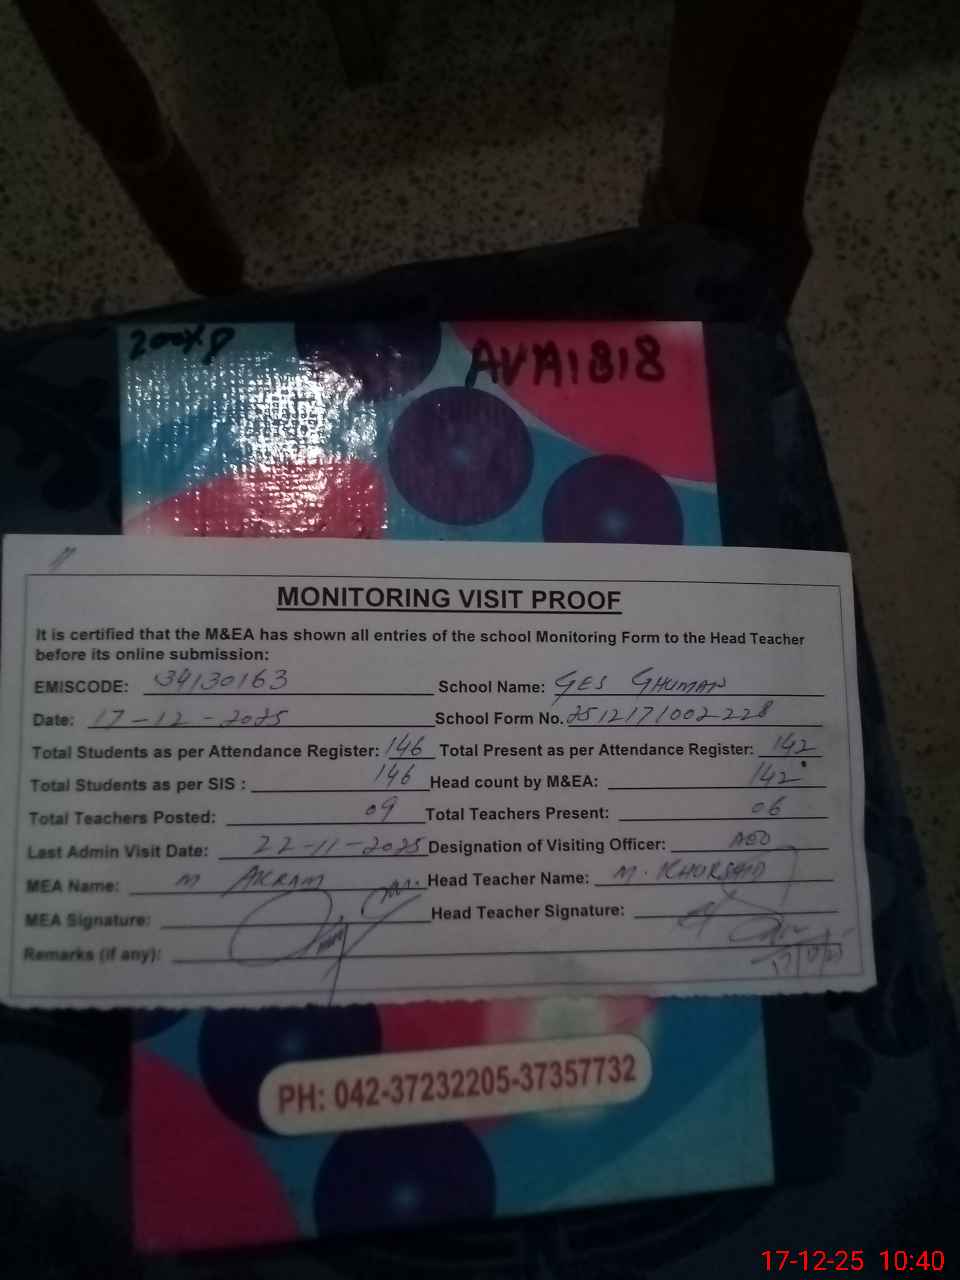 200XP
AVA1818
MONITORING VISIT PROOF
It is certified that the M&EA has shown all entries of the school Monitoring Form to the Head Teacher
before its online submission:
EMISCODE: 34130163 School Name: GES GHUMAN
Date: 17-12-2025 School Form No. 2512171002228
Total Students as per Attendance Register: 146 Total Present as per Attendance Register: 142
Total Students as per SIS : 146 Head count by M&EA: 142
Total Teachers Posted: 09 Total Teachers Present: 06
Last Admin Visit Date: 22-11-2025 Designation of Visiting Officer: AEO
MEA Name: M AKRAM Head Teacher Name: M. KHURSHID
MEA Signature: Head Teacher Signature:
Remarks (if any):
PH: 042-37232205-37357732
17-12-25 10:40